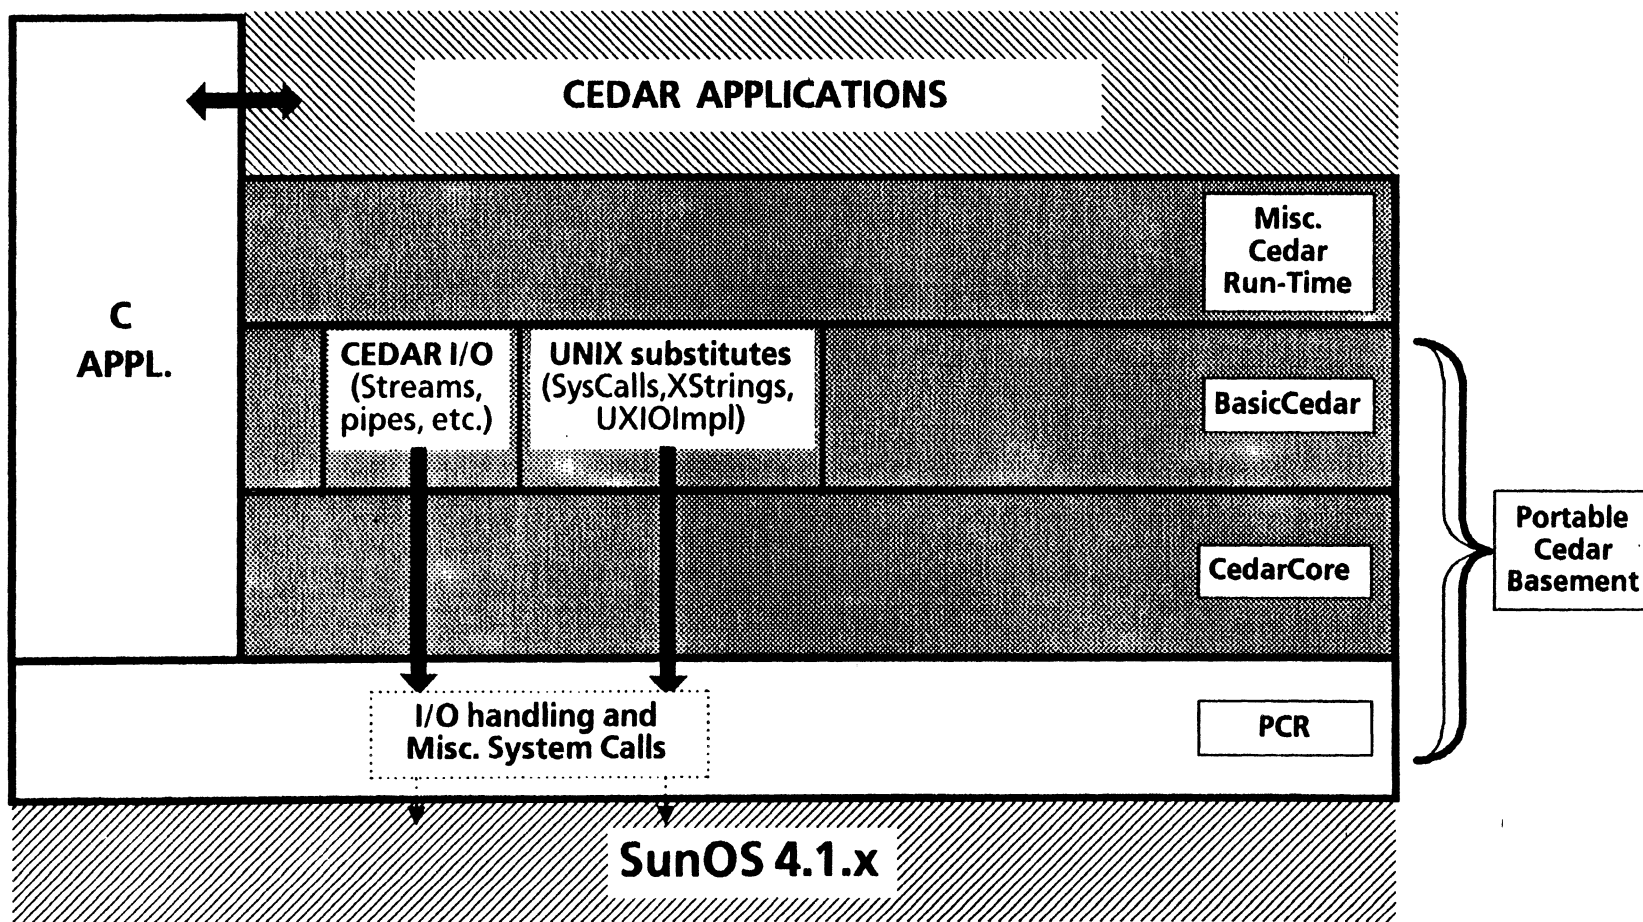 CEDAR APPLICATIONS
Misc.
Cedar
Run-Time
C
APPL.
CEDAR I/O
(Streams,
pipes, etc.)
UNIX substitutes
(SysCalls,XStrings,
UXIOImpl)
BasicCedar
CedarCore
Portable
Cedar
Basement
I/O handling and
Misc. System Calls
PCR
SunOS 4.1.x